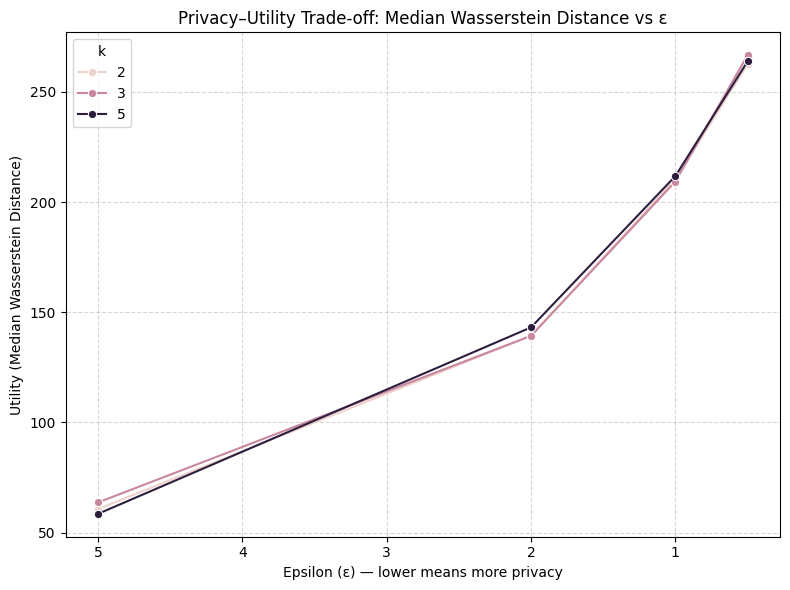 Privacy–Utility Trade-off: Median Wasserstein Distance vs ε
k
2
3
5
Utility (Median Wasserstein Distance)
250
200
150
100
50
5 4 3 2 1
Epsilon (ε) — lower means more privacy